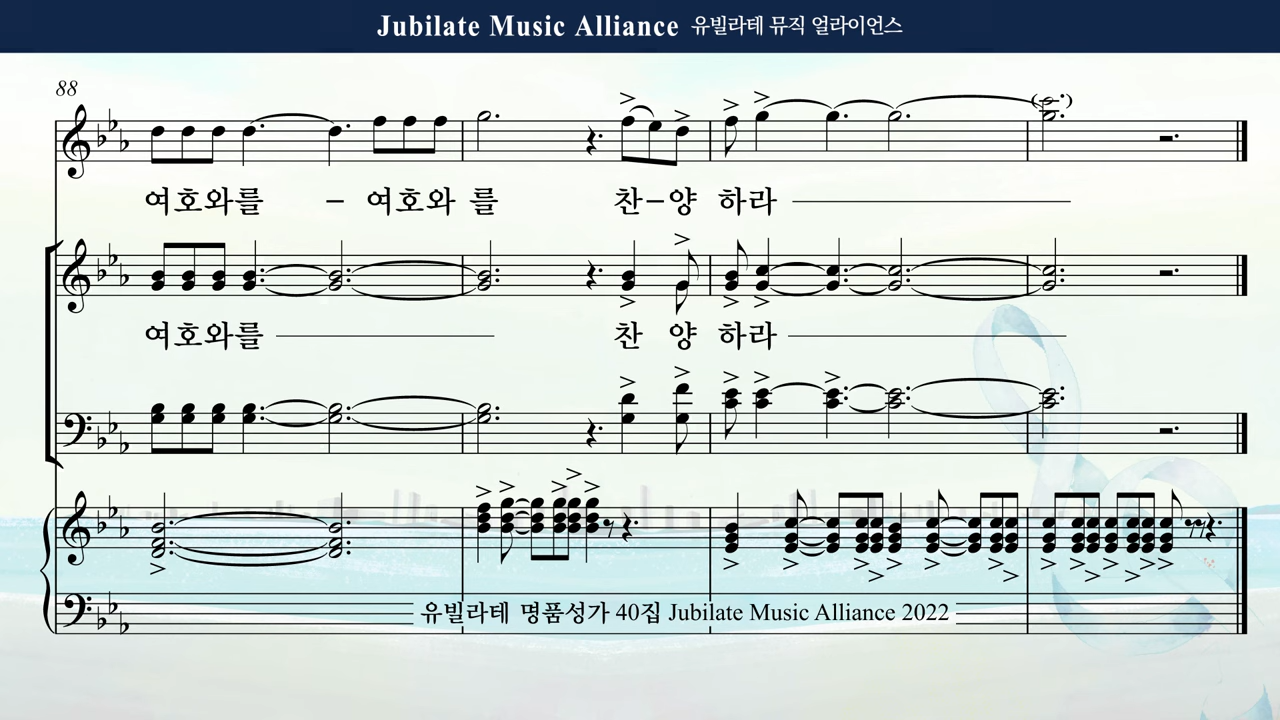 Jubilate Music Alliance 유빌라테 뮤직 얼라이언스
88
여호와를 – 여호와 를 찬–양 하라
여호와를 찬 양 하라
유빌라테 명품성가 40집 Jubilate Music Alliance 2022